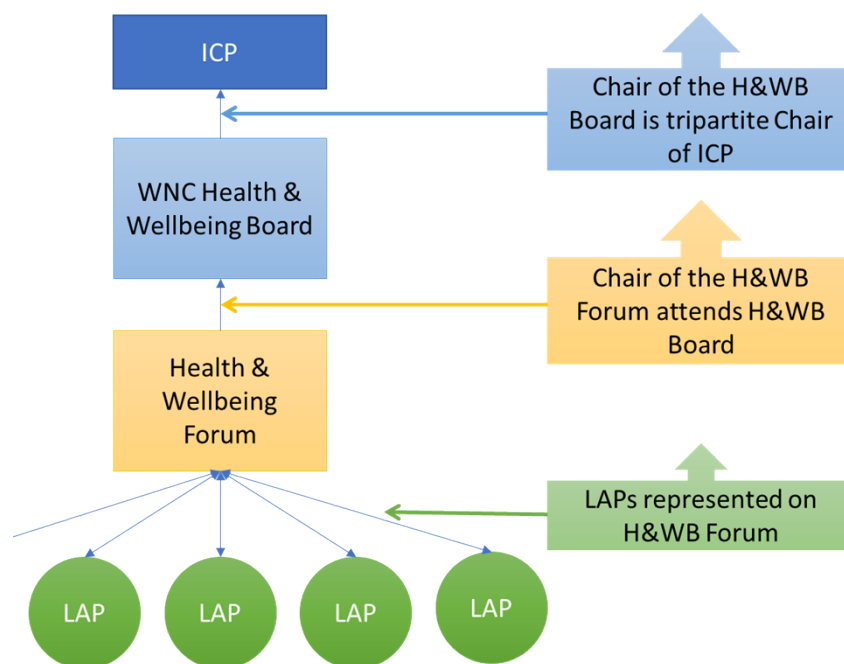 ICP
Chair of the H&WB
Board is tripartite Chair
of ICP
WNC Health &
Wellbeing Board
Chair of the H&WB
Forum attends H&WB
Board
Health &
Wellbeing
Forum
LAPs represented on
H&WB Forum
LAP
LAP
LAP
LAP